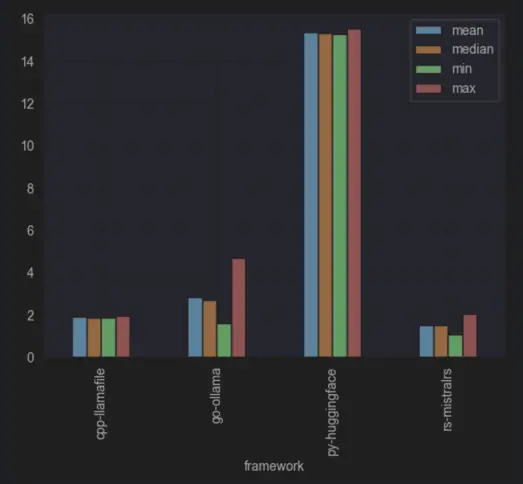 16
14
12
10
8
6
4
2
0
mean
median
min
max
cpp-llamafile
go-ollama
py-huggingface
rs-mistralrs
framework